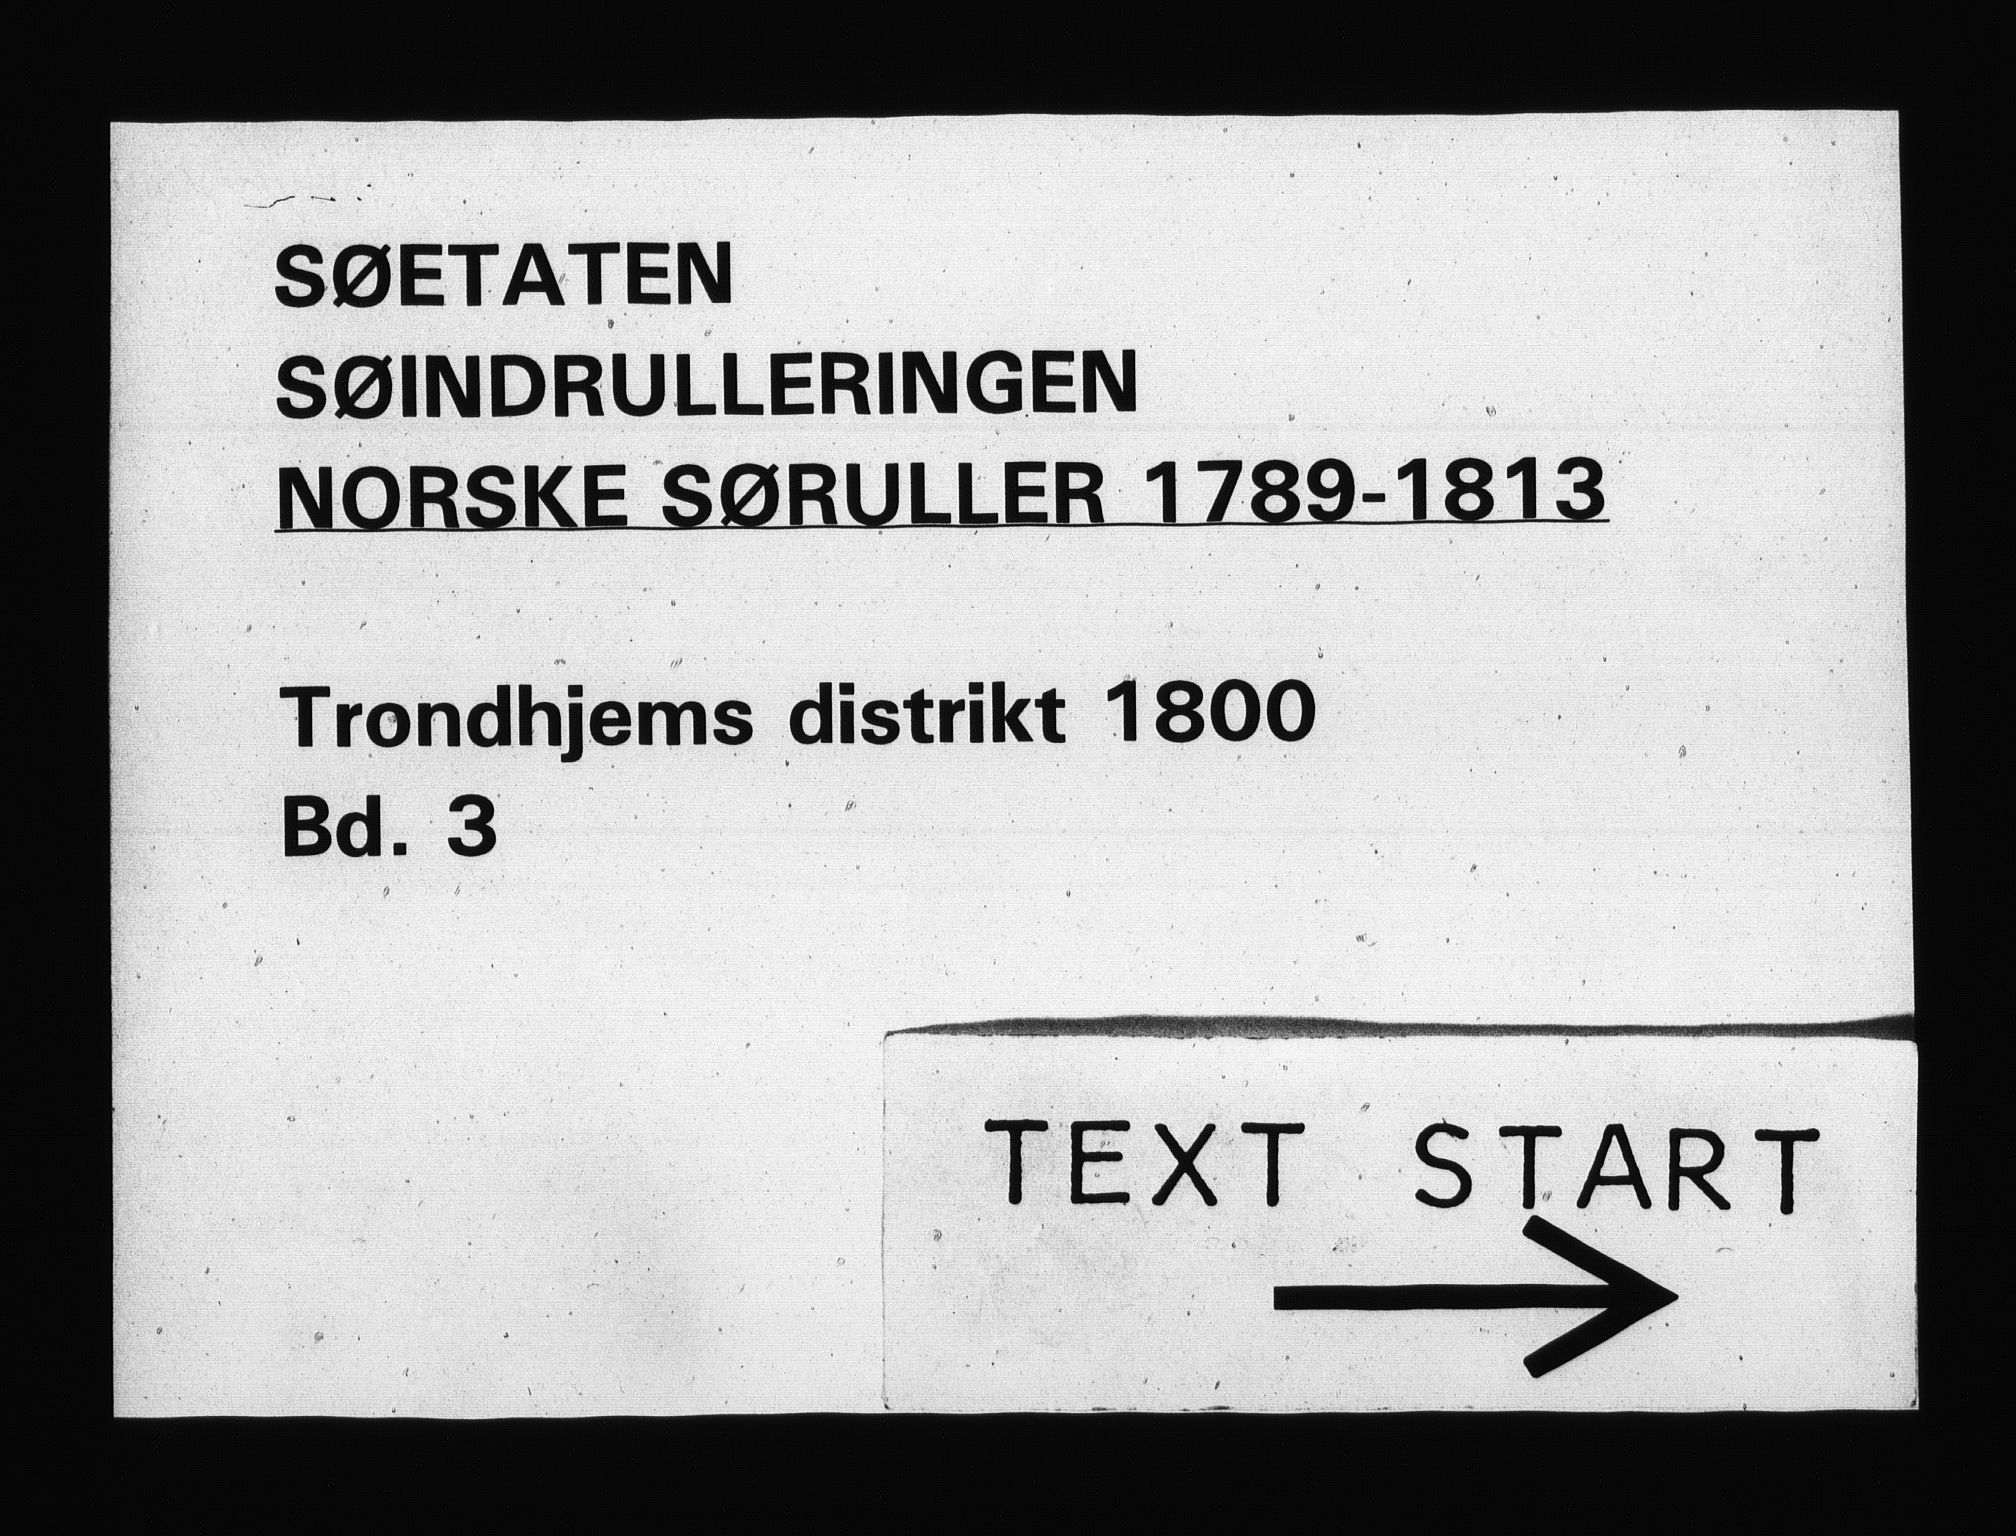 SØETATEN
SØINDRULLERINGEN
NORSKE SØRULLER 1789-1813
Trondhjems distrikt 1800
Bd. 3
TEXT START